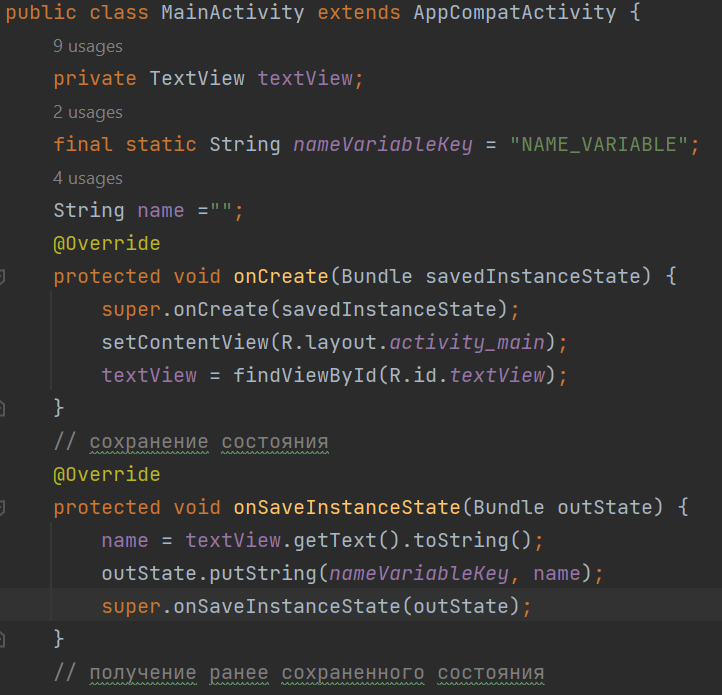 public class MainActivity extends AppCompatActivity {
9 usages
private TextView textView;
2 usages
final static String nameVariableKey = "NAME_VARIABLE";
4 usages
String name ="";
@Override
protected void onCreate(Bundle savedInstanceState) {
super.onCreate(savedInstanceState);
setContentView(R.layout.activity_main);
textView = findViewById(R.id.textView);
}
// сохранение состояния
@Override
protected void onSaveInstanceState(Bundle outState) {
name = textView.getText().toString();
outState.putString(nameVariableKey, name);
super.onSaveInstanceState(outState);
}
// получение ранее сохраненного состояния